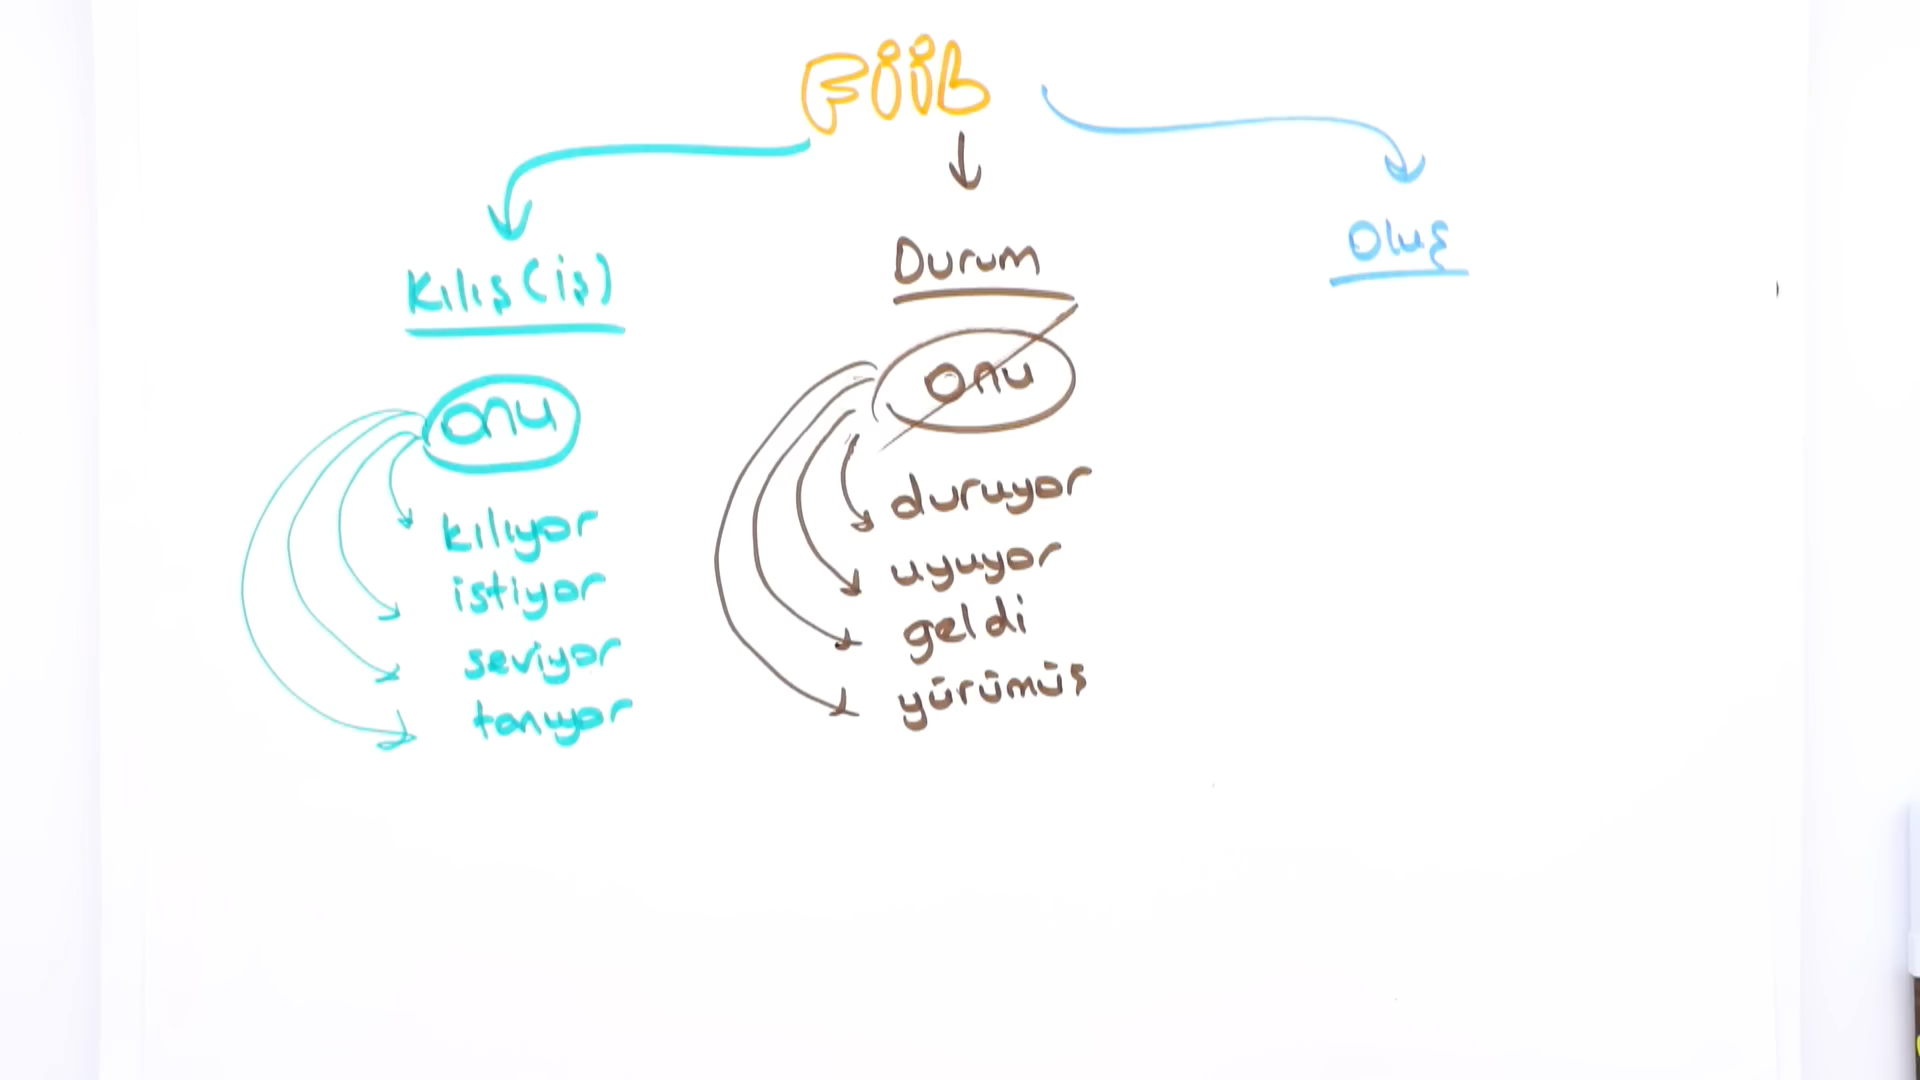 Fiil
Kılış (iş)
onu
kılıyor
istiyor
seviyor
tanıyor
Durum
onu
duruyor
uyuyor
geldi
yürümüş
Oluş